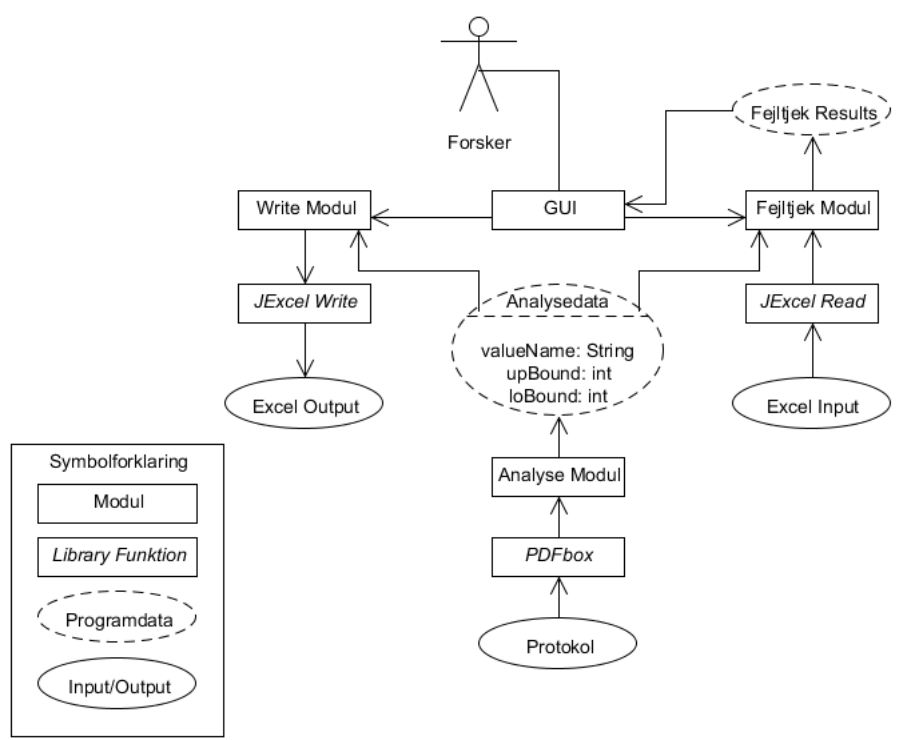 Forsker
Fejltjek Results
Write Modul
GUI
Fejltjek Modul
JExcel Write
Analysedata
JExcel Read
valueName: String
upBound: int
loBound: int
Excel Output
Excel Input
Symbolforklaring
Analyse Modul
Modul
Library Funktion
PDFbox
Programdata
Protokol
Input/Output